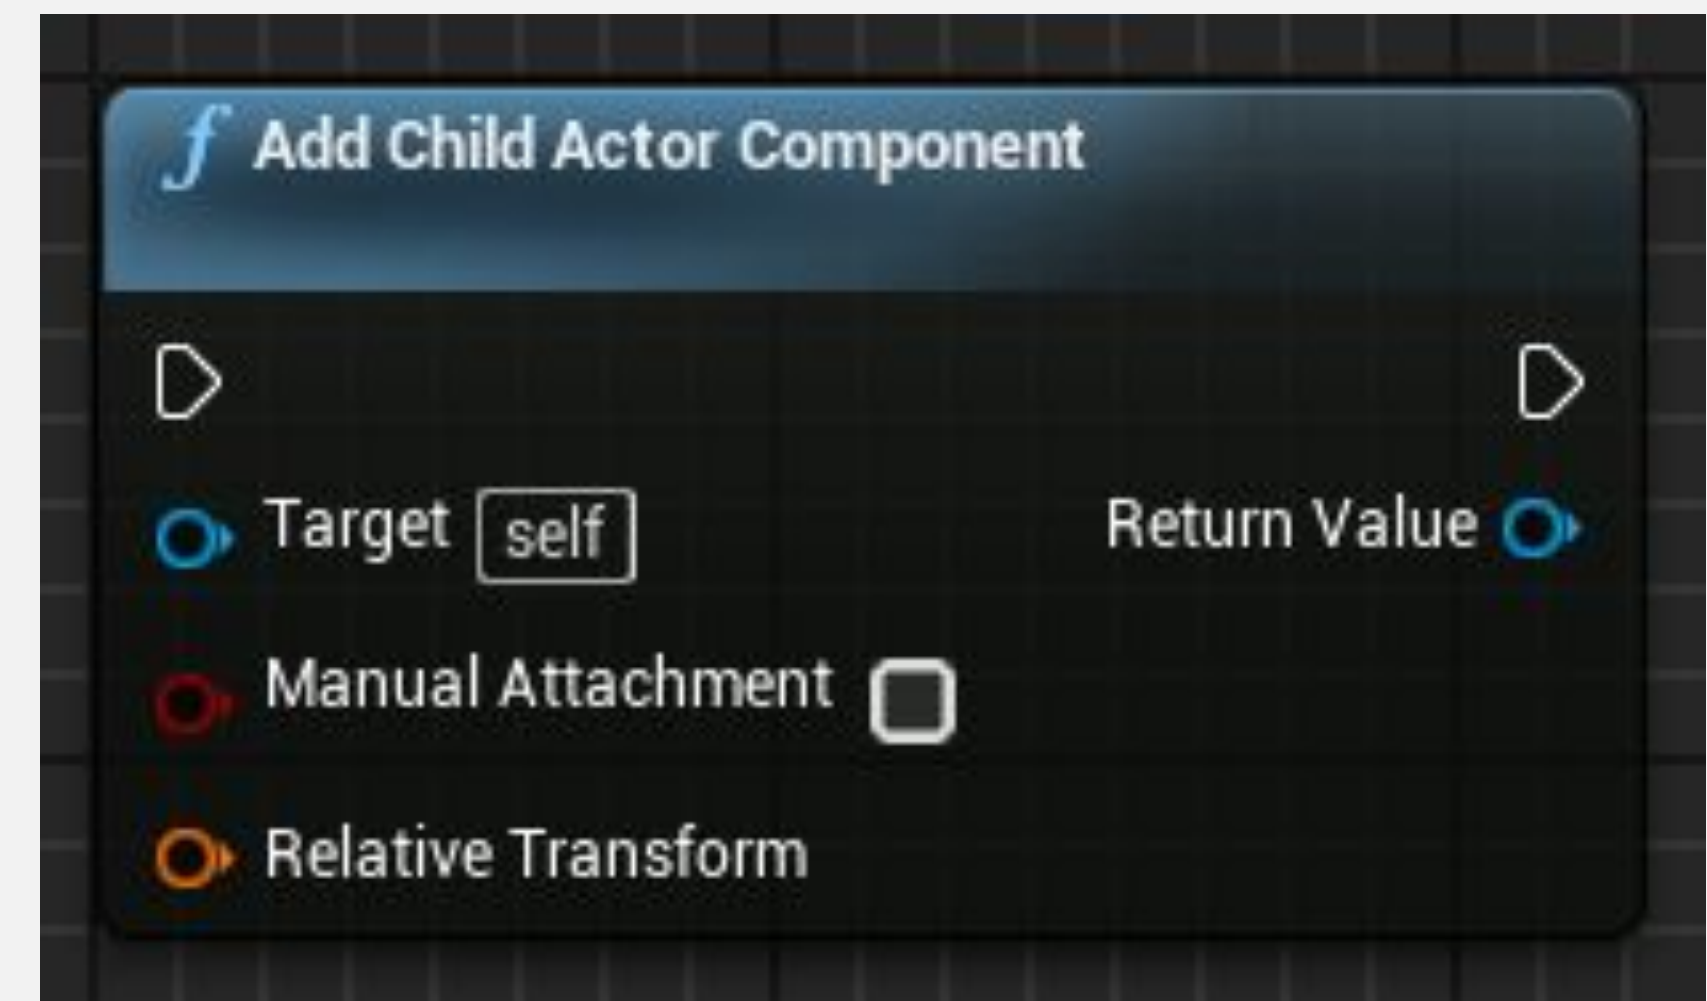 f Add Child Actor Component
Target self
Return Value
Manual Attachment
Relative Transform